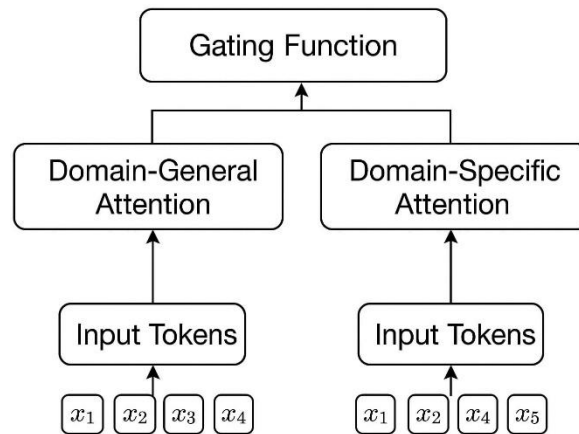 Gating Function
Domain-General
Attention
Domain-Specific
Attention
Input Tokens
Input Tokens
x₁ x₂ x₃ x₄
x₁ x₂ x₄ x₅